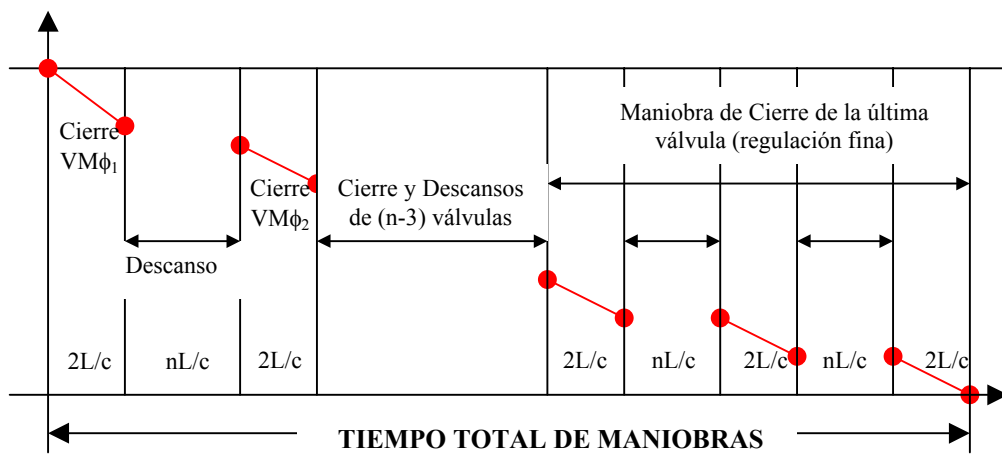 Cierre
VMϕ₁
Descanso
Cierre
VMϕ₂
Cierre y Descansos
de (n-3) válvulas
Maniobra de Cierre de la última
válvula (regulación fina)
2L/c
nL/c
2L/c
2L/c
nL/c
2L/c
nL/c
2L/c
TIEMPO TOTAL DE MANIOBRAS